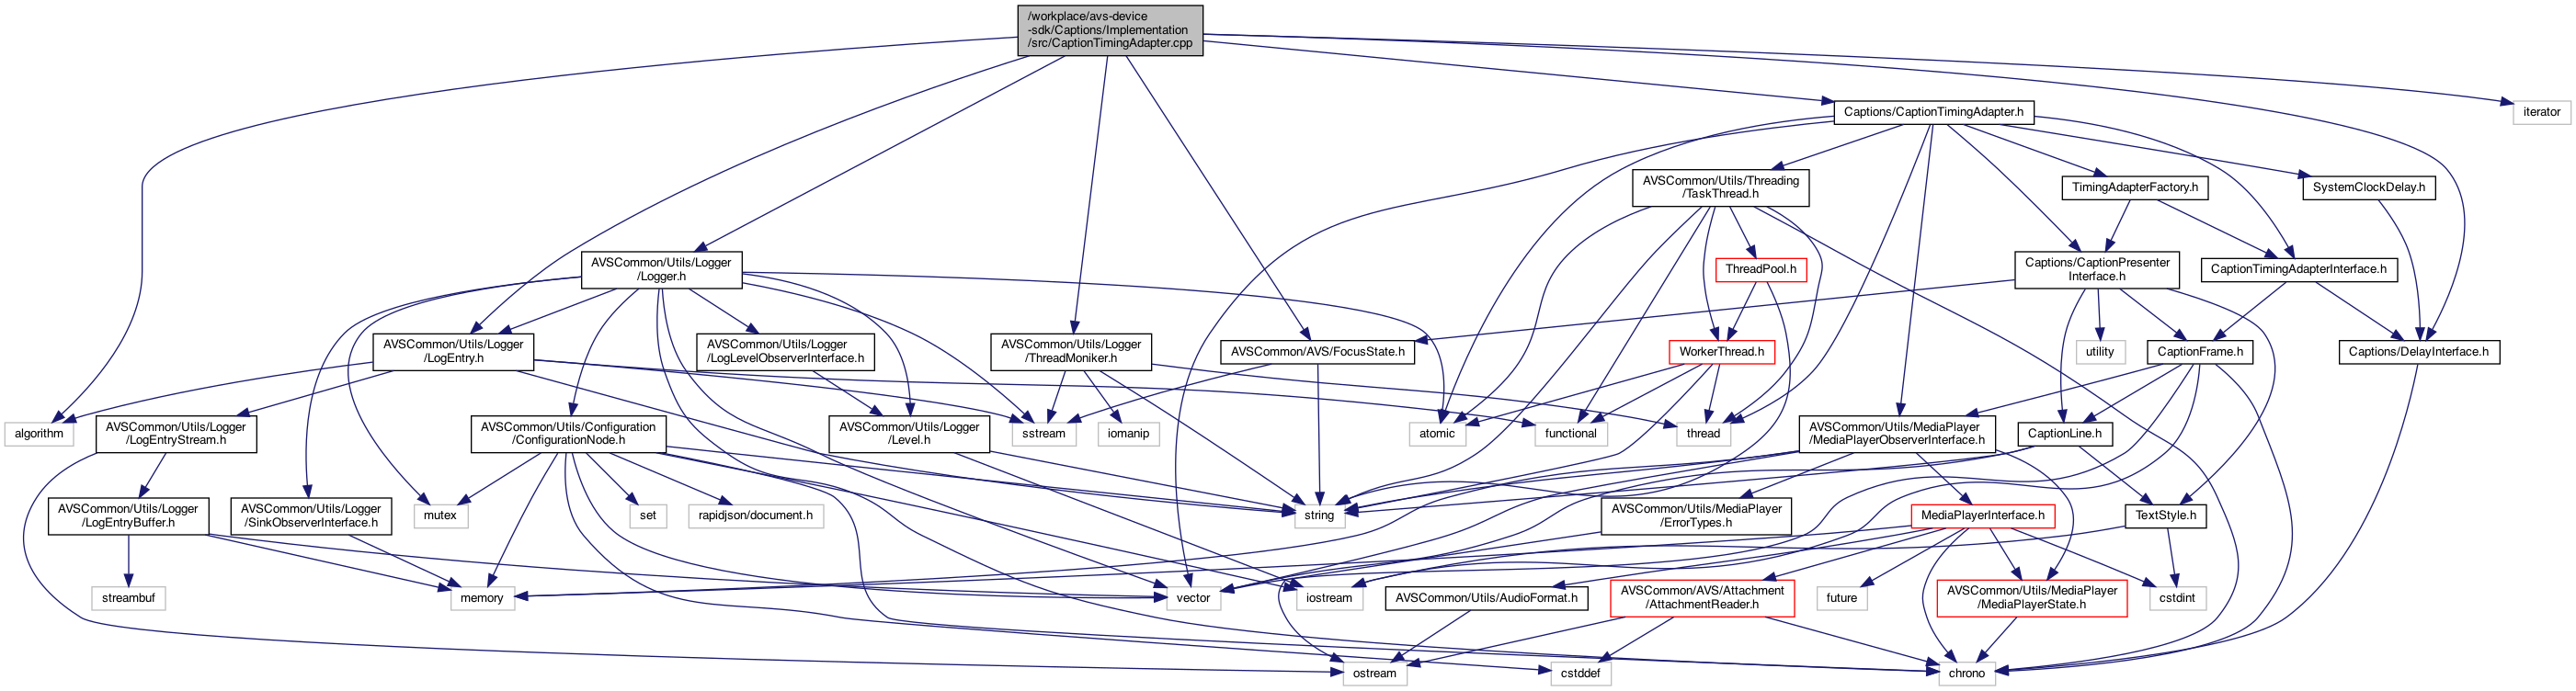 /workplace/avs-device
-sdk/Captions/Implementation
/src/CaptionTimingAdapter.cpp
Captions/CaptionTimingAdapter.h
iterator
AVSCommon/Utils/Threading
/TaskThread.h
TimingAdapterFactory.h
SystemClockDelay.h
AVSCommon/Utils/Logger
/Logger.h
ThreadPool.h
Captions/CaptionPresenter
Interface.h
CaptionTimingAdapterInterface.h
AVSCommon/Utils/Logger
/LogEntry.h
AVSCommon/Utils/Logger
/LogLevelObserverInterface.h
AVSCommon/Utils/Logger
/ThreadMoniker.h
AVSCommon/AVS/FocusState.h
WorkerThread.h
utility
CaptionFrame.h
Captions/DelayInterface.h
algorithm
AVSCommon/Utils/Logger
/LogEntryStream.h
AVSCommon/Utils/Configuration
/ConfigurationNode.h
AVSCommon/Utils/Logger
/Level.h
sstream
iomanip
atomic
functional
thread
AVSCommon/Utils/MediaPlayer
/MediaPlayerObserverInterface.h
CaptionLine.h
AVSCommon/Utils/Logger
/LogEntryBuffer.h
AVSCommon/Utils/Logger
/SinkObserverInterface.h
mutex
set
rapidjson/document.h
string
AVSCommon/Utils/MediaPlayer
/ErrorTypes.h
MediaPlayerInterface.h
TextStyle.h
streambuf
memory
vector
iostream
AVSCommon/Utils/AudioFormat.h
AVSCommon/AVS/Attachment
/AttachmentReader.h
future
AVSCommon/Utils/MediaPlayer
/MediaPlayerState.h
cstdint
ostream
cstddef
chrono